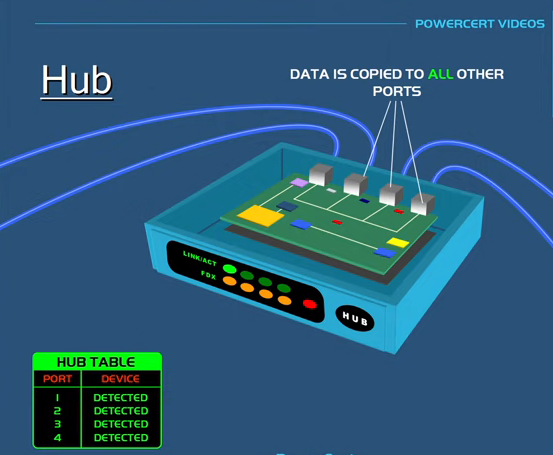 POWERCERT VIDEOS
Hub
DATA IS COPIED TO ALL OTHER
PORTS
LINK/ACT
FDX
HUB
HUB TABLE
PORT DEVICE
1 DETECTED
2 DETECTED
3 DETECTED
4 DETECTED